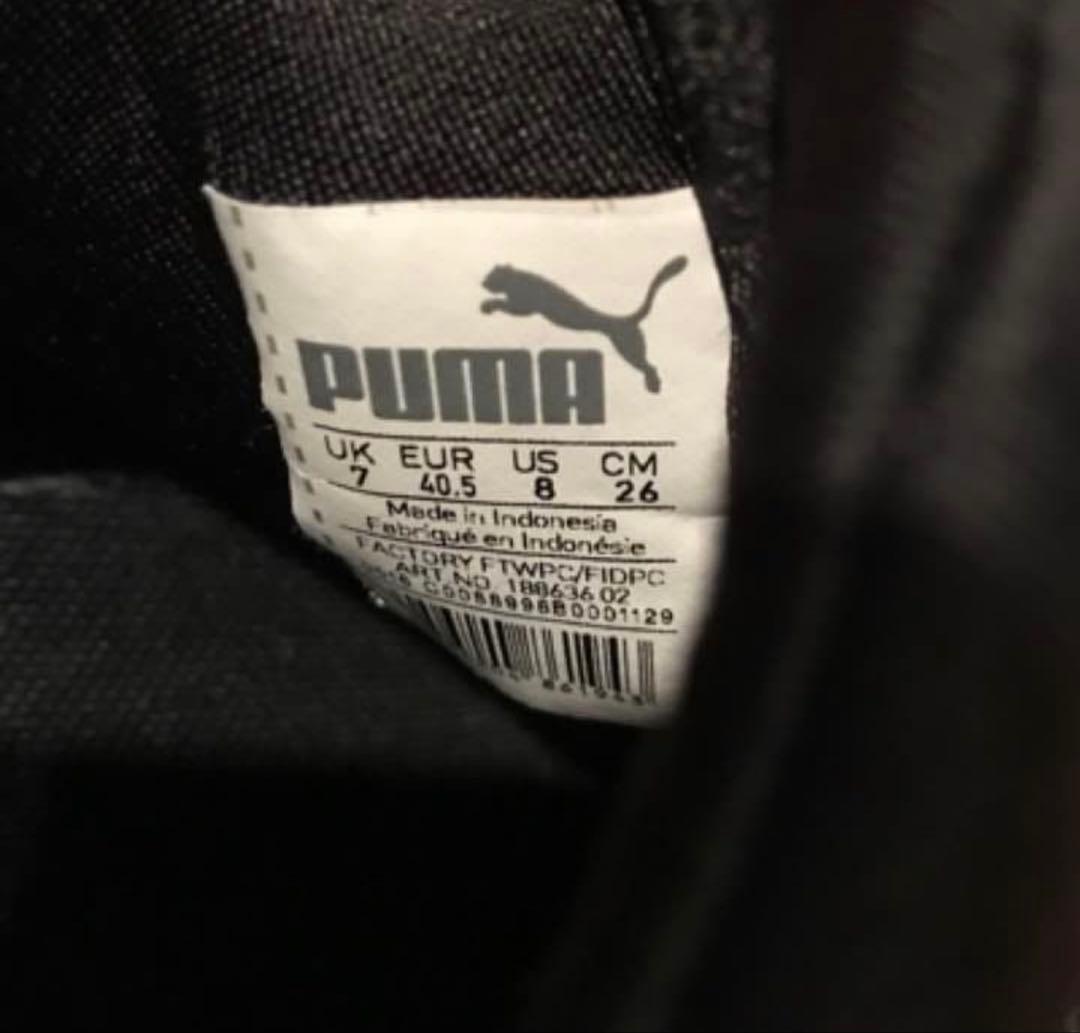 PUMA
UK EUR US CM
7 40.5 8 26
Made in Indonesia
Fabriqué en Indonésie
FACTORY FTWPC/FIDPC
ART.NO. 188636 02